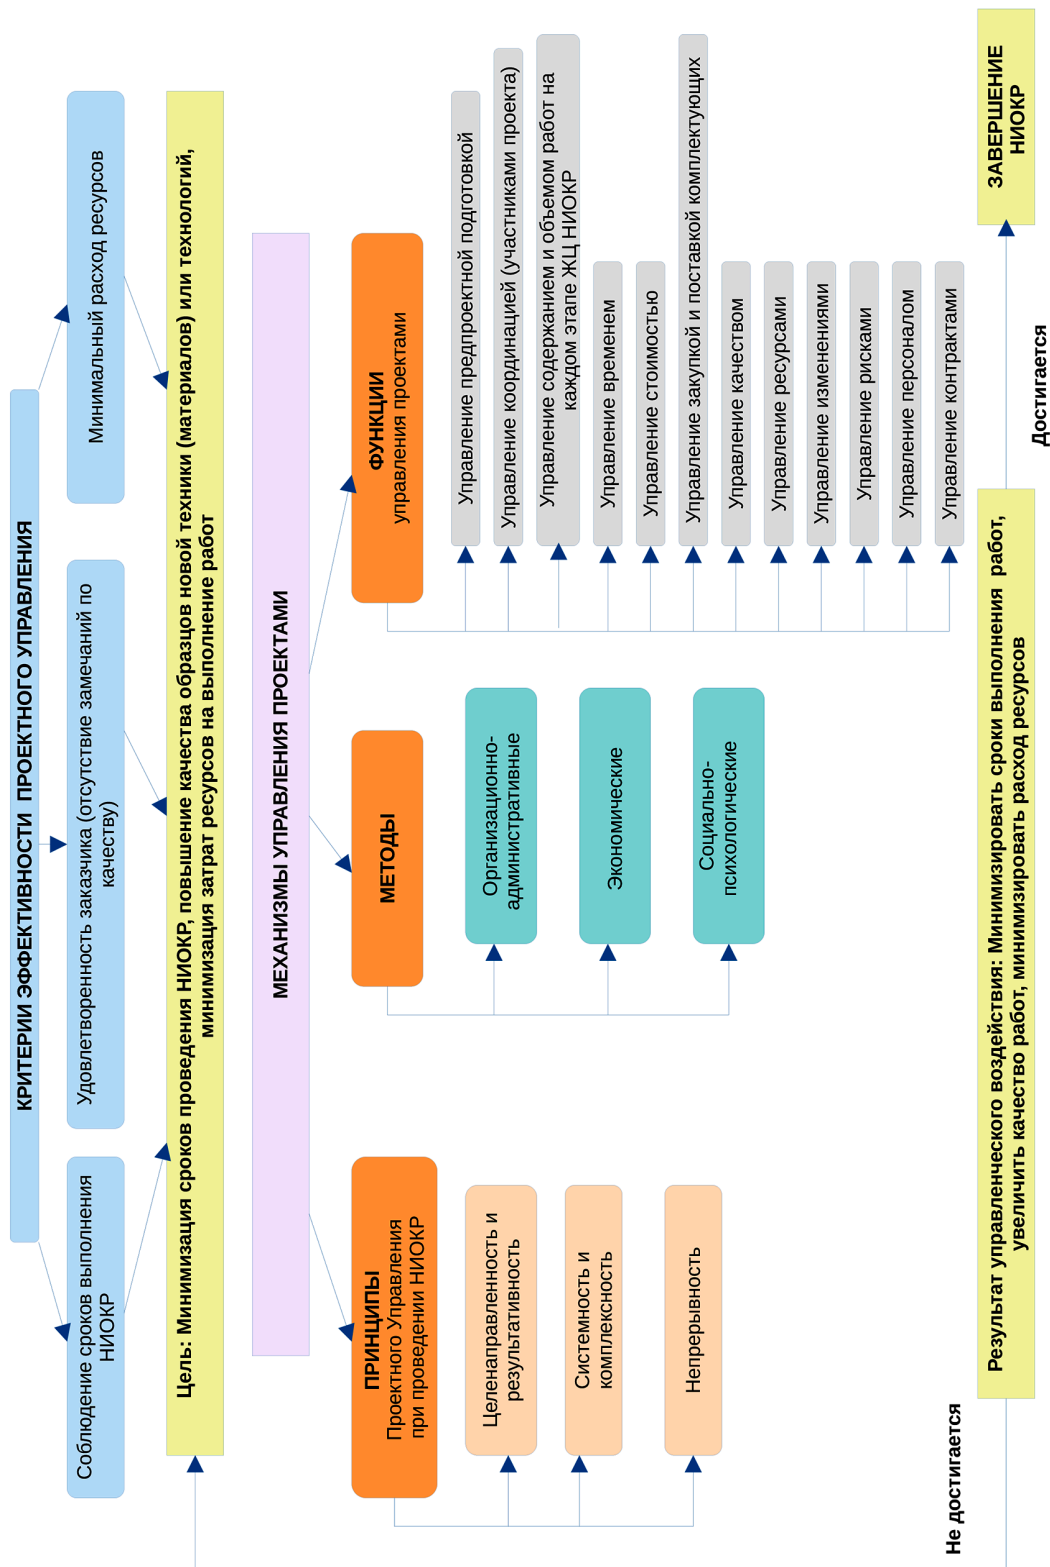 КРИТЕРИИ ЭФФЕКТИВНОСТИ ПРОЕКТНОГО УПРАВЛЕНИЯ
Соблюдение сроков выполнения
НИОКР
Удовлетворенность заказчика (отсутствие замечаний по
качеству)
Минимальный расход ресурсов
Цель: Минимизация сроков проведения НИОКР, повышение качества образцов новой техники (материалов) или технологий,
минимизация затрат ресурсов на выполнение работ
МЕХАНИЗМЫ УПРАВЛЕНИЯ ПРОЕКТАМИ
ПРИНЦИПЫ
Проектного Управления
при проведении НИОКР
Целенаправленность и
результативность
Системность и
комплексность
Непрерывность
МЕТОДЫ
Организационно-
административные
Экономические
Социально-
психологические
ФУНКЦИИ
управления проектами
Управление предпроектной подготовкой
Управление координацией (участниками проекта)
Управление содержанием и объемом работ на
каждом этапе ЖЦ НИОКР
Управление временем
Управление стоимостью
Управление закупкой и поставкой комплектующих
Управление качеством
Управление ресурсами
Управление изменениями
Управление рисками
Управление персоналом
Управление контрактами
Не достигается
Результат управленческого воздействия: Минимизировать сроки выполнения работ,
увеличить качество работ, минимизировать расход ресурсов
Достигается
ЗАВЕРШЕНИЕ
НИОКР